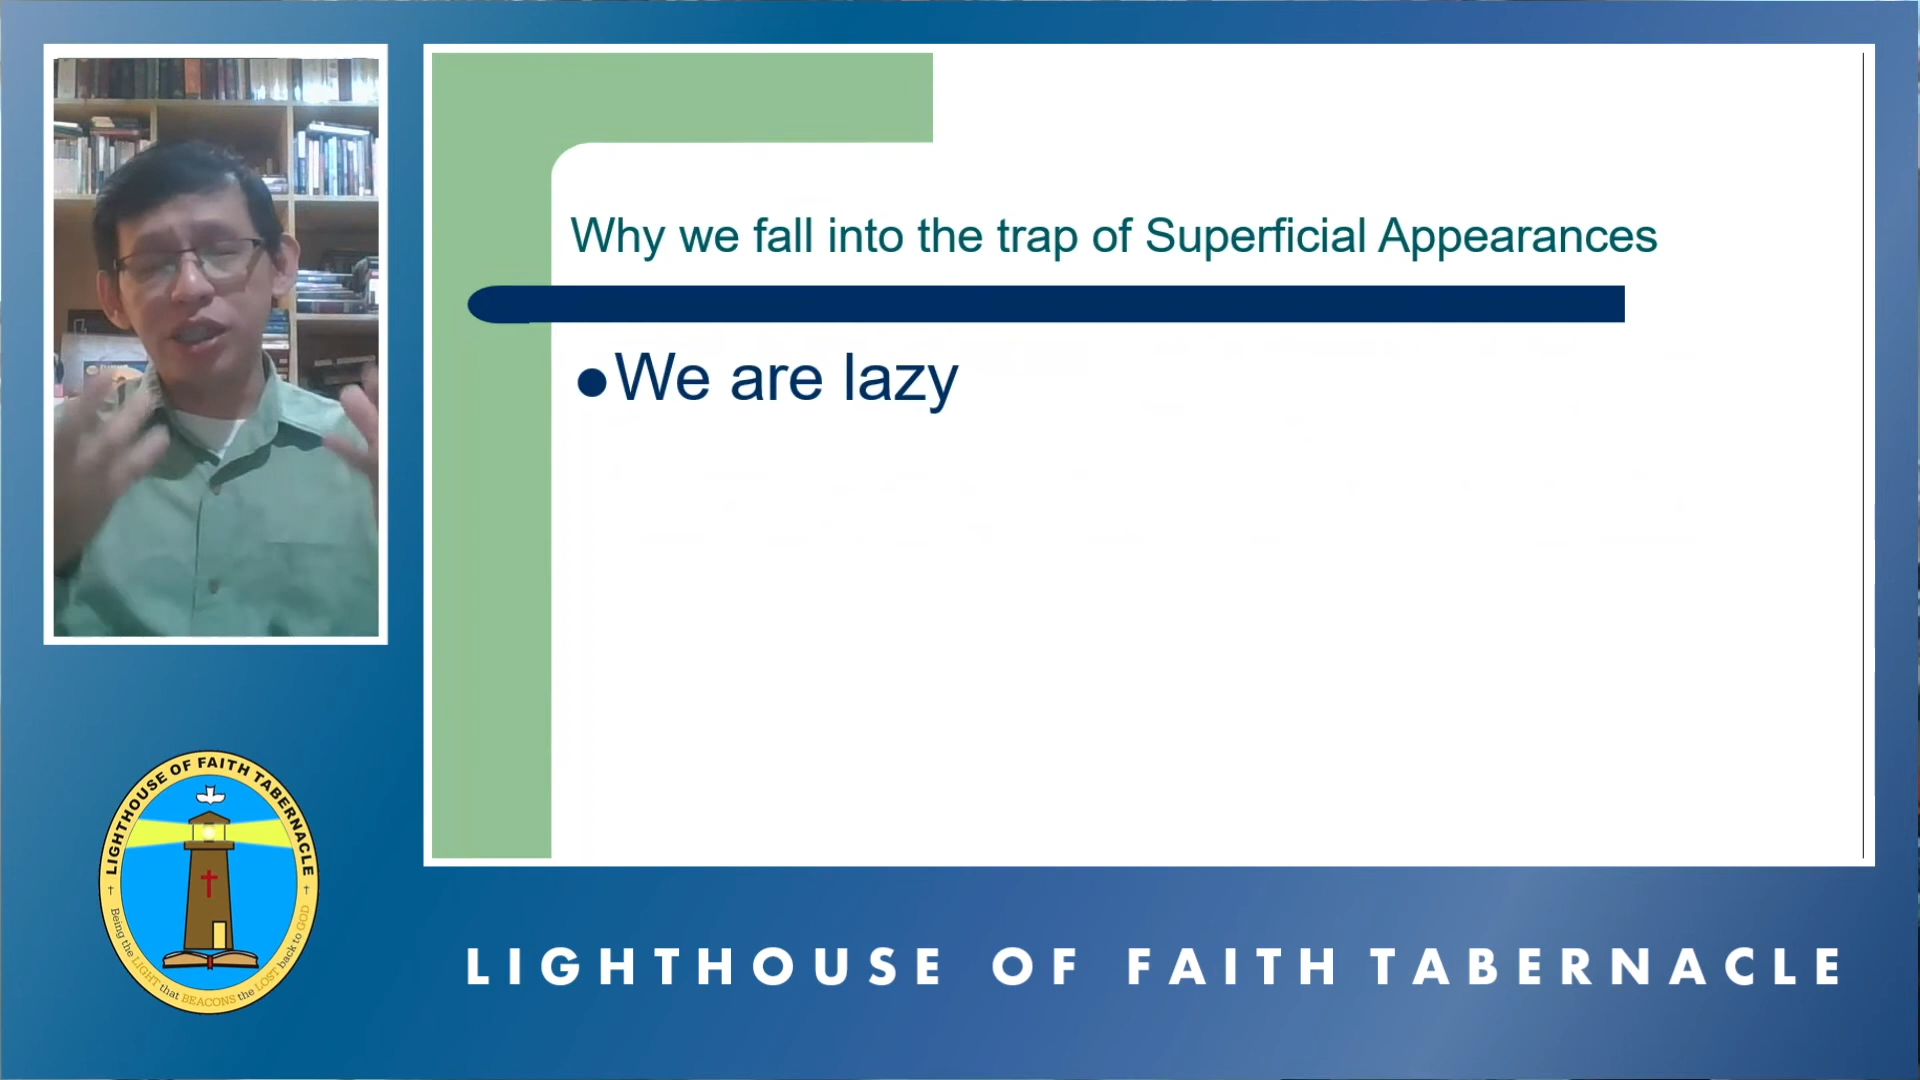 Why we fall into the trap of Superficial Appearances
●We are lazy
LIGHTHOUSE OF FAITH TABERNACLE
Being the LIGHT that BEACONS the LOST back to GOD
LIGHTHOUSE OF FAITH TABERNACLE